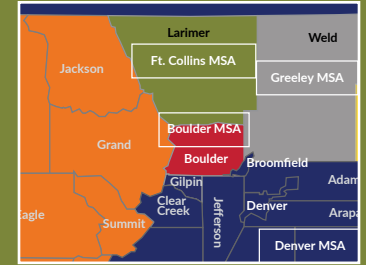 Larimer
Weld
Ft. Collins MSA
Jackson
Greeley MSA
Boulder MSA
Grand
Boulder
Broomfield
Gilpin
Adam
Clear
Creek
Jefferson
Denver
Eagle
Arapa
Summit
Denver MSA